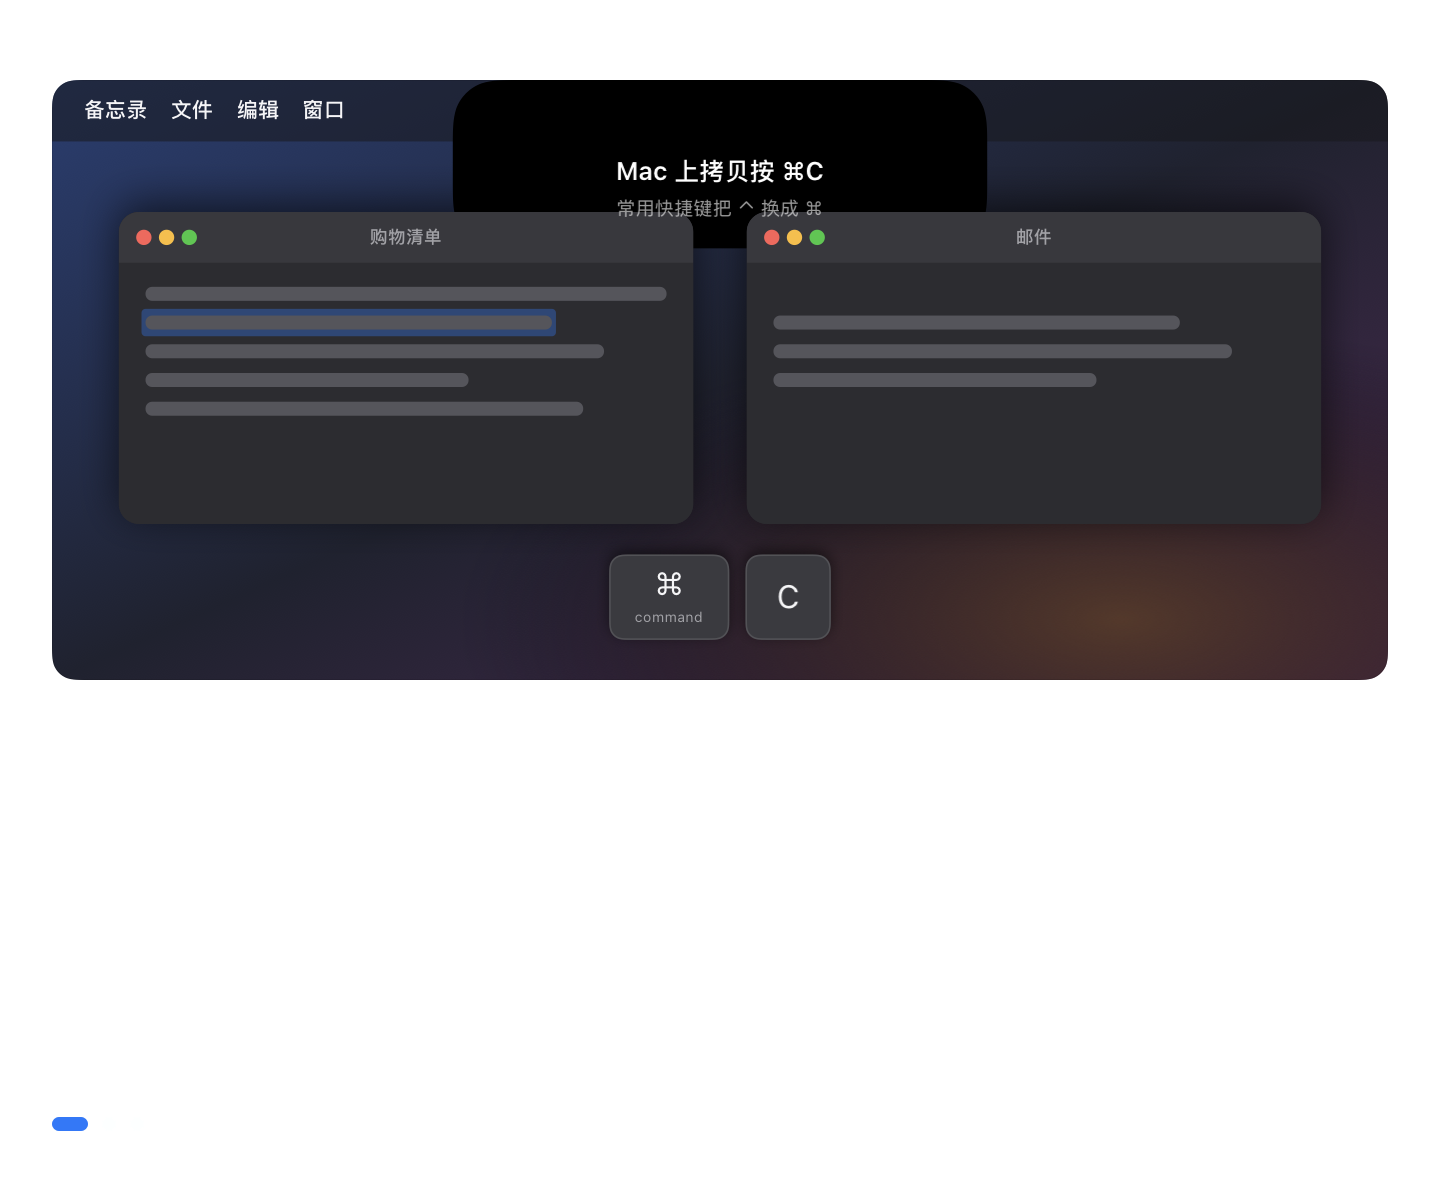 备忘录 文件 编辑 窗口
Mac 上拷贝按 ⌘C
常用快捷键把 ⌃ 换成 ⌘
购物清单
邮件
⌘
command
C